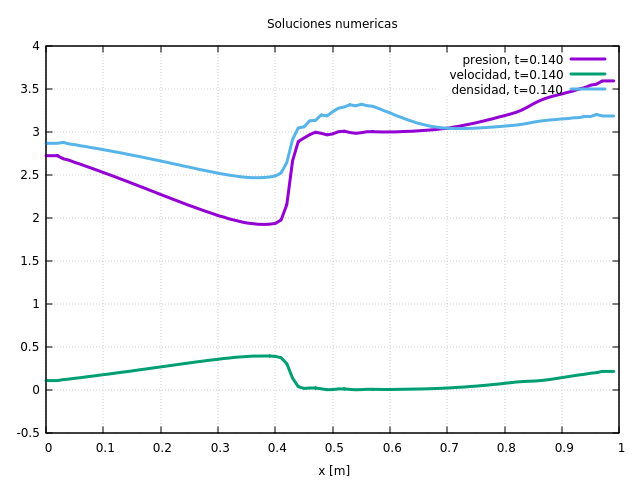 Soluciones numericas
presion, t=0.140
velocidad, t=0.140
densidad, t=0.140
4
3.5
3
2.5
2
1.5
1
0.5
0
-0.5
0 0.1 0.2 0.3 0.4 0.5 0.6 0.7 0.8 0.9 1
x [m]